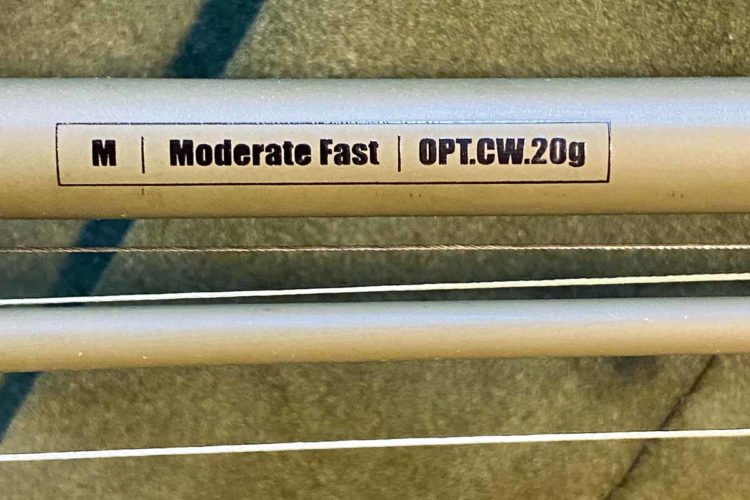 M | Moderate Fast | OPT.CW.20g